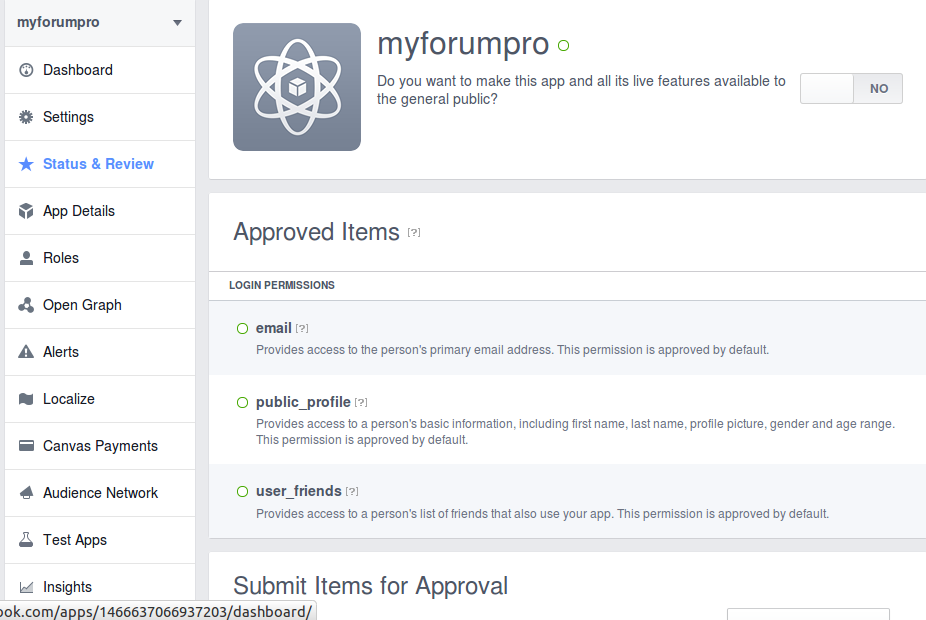 myforumpro
Dashboard
Settings
Status & Review
App Details
Roles
Open Graph
Alerts
Localize
Canvas Payments
Audience Network
Test Apps
Insights
ook.com/apps/1466637066937203/dashboard/
myforumpro
Do you want to make this app and all its live features available to
the general public?
NO
Approved Items [?]
LOGIN PERMISSIONS
email [?]
Provides access to the person's primary email address. This permission is approved by default.
public_profile [?]
Provides access to a person's basic information, including first name, last name, profile picture, gender and age range.
This permission is approved by default.
user_friends [?]
Provides access to a person's list of friends that also use your app. This permission is approved by default.
Submit Items for Approval